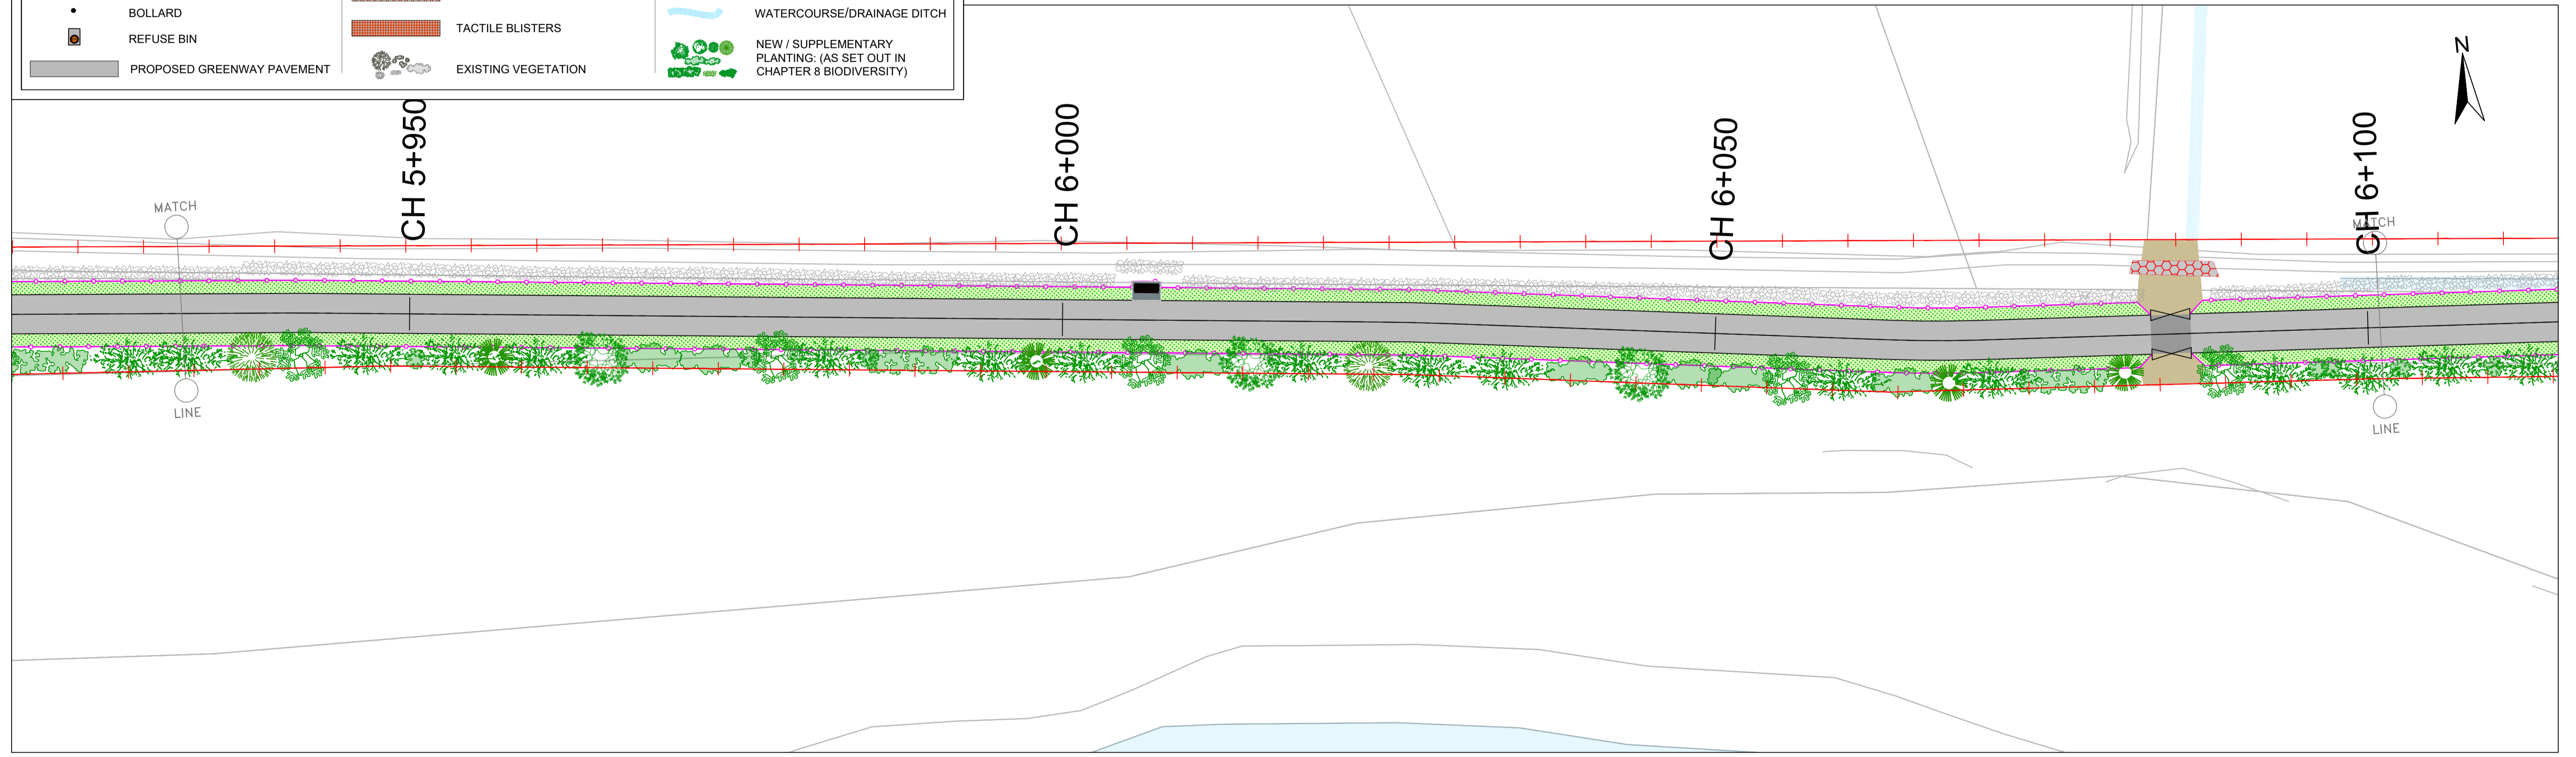 BOLLARD
REFUSE BIN
PROPOSED GREENWAY PAVEMENT
TACTILE BLISTERS
EXISTING VEGETATION
WATERCOURSE/DRAINAGE DITCH
NEW / SUPPLEMENTARY
PLANTING: (AS SET OUT IN
CHAPTER 8 BIODIVERSITY)
N
CH 5+950
CH 6+000
CH 6+050
CH 6+100
MATCH
LINE
MATCH
LINE